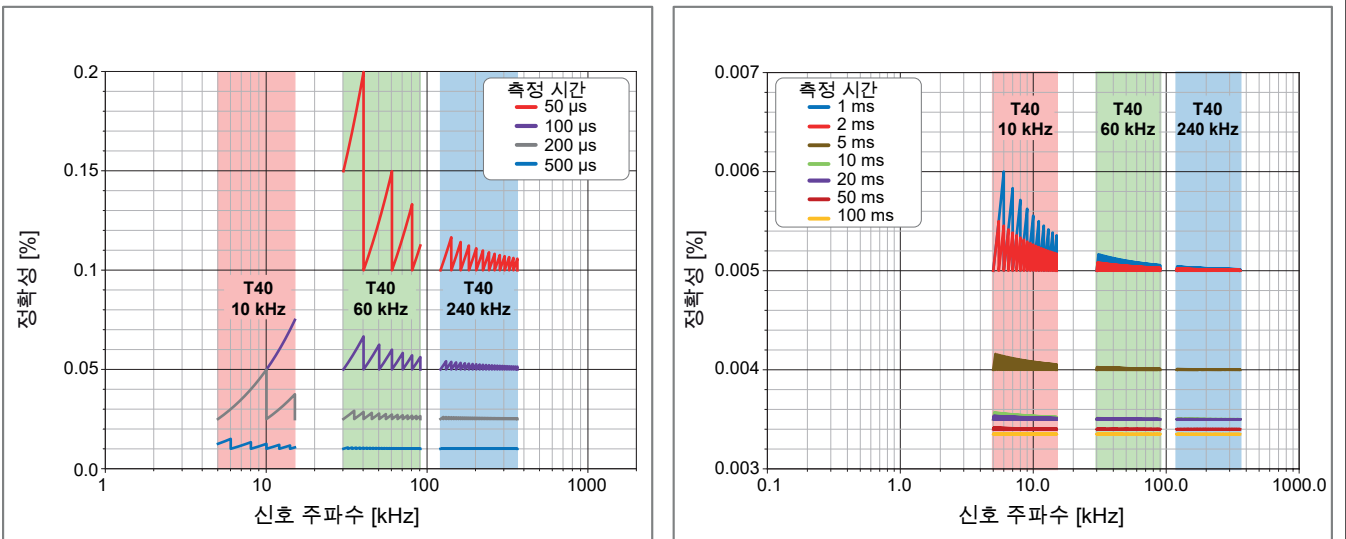 측정 시간
50 µs
100 µs
200 µs
500 µs
0.2
0.15
0.1
0.05
0.0
정확성 [%]
T40
10 kHz
T40
60 kHz
T40
240 kHz
1
10
100
1000
신호 주파수 [kHz]
측정 시간
1 ms
2 ms
5 ms
10 ms
20 ms
50 ms
100 ms
T40
10 kHz
T40
60 kHz
T40
240 kHz
0.007
0.006
0.005
0.004
0.003
정확성 [%]
0.1
1.0
10.0
100.0
1000.0
신호 주파수 [kHz]